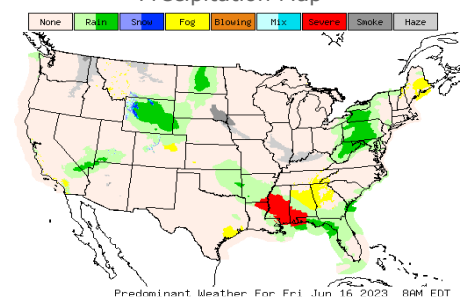 Precipitation Map
None Rain Snow Fog Blowing Mix Severe Smoke Haze
Predominant Weather For Fri Jun 16 2023 8AM EDT